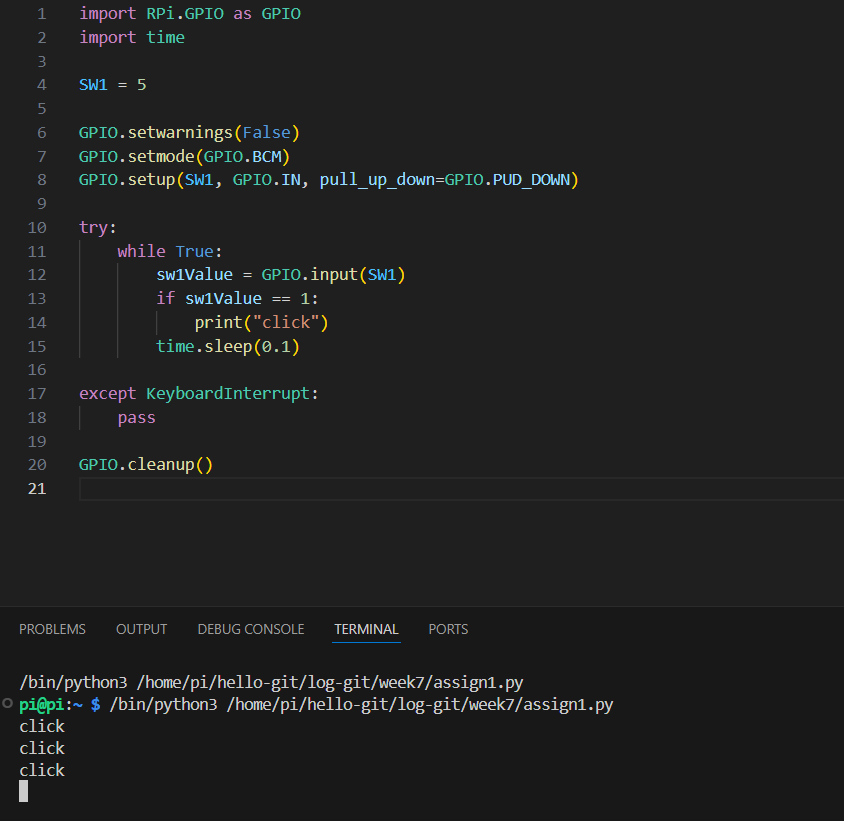 1 import RPi.GPIO as GPIO
2 import time
3
4 SW1 = 5
5
6 GPIO.setwarnings(False)
7 GPIO.setmode(GPIO.BCM)
8 GPIO.setup(SW1, GPIO.IN, pull_up_down=GPIO.PUD_DOWN)
9
10 try:
11     while True:
12         sw1Value = GPIO.input(SW1)
13         if sw1Value == 1:
14             print("click")
15         time.sleep(0.1)
16
17 except KeyboardInterrupt:
18     pass
19
20 GPIO.cleanup()
21
PROBLEMS OUTPUT DEBUG CONSOLE TERMINAL PORTS
/bin/python3 /home/pi/hello-git/log-git/week7/assign1.py
pi@pi:~ $ /bin/python3 /home/pi/hello-git/log-git/week7/assign1.py
click
click
click